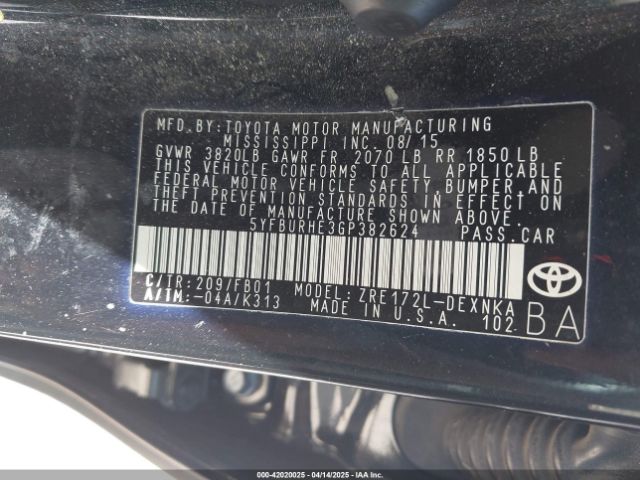 MFD. BY: TOYOTA MOTOR MANUFACTURING
MISSISSIPPI INC. 08/15
GVWR 3820LB GAWR FR 2070 LB RR 1850 LB
THIS VEHICLE CONFORMS TO ALL APPLICABLE
FEDERAL MOTOR VEHICLE SAFETY, BUMPER, AND
THEFT PREVENTION STANDARDS IN EFFECT ON
THE DATE OF MANUFACTURE SHOWN ABOVE.
5YFBURHE3GP382624 PASS. CAR
C/TR: 209/FB01 MODEL: ZRE172L-DEXNKA
A/TM: -04A/K313 MADE IN U.S.A. 102
BA
000-42020025 - 04/14/2025 - IAA Inc.